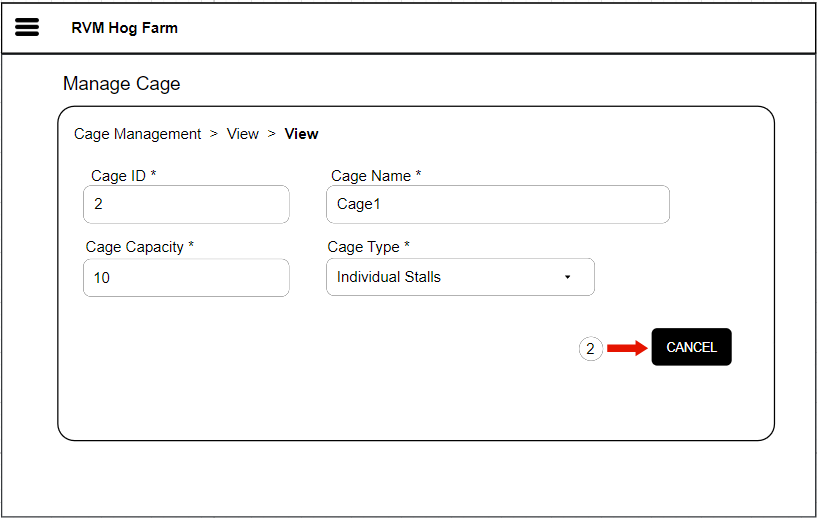 RVM Hog Farm
Manage Cage
Cage Management > View > View
Cage ID * Cage Name *
2 Cage1
Cage Capacity * Cage Type *
10 Individual Stalls
2 CANCEL